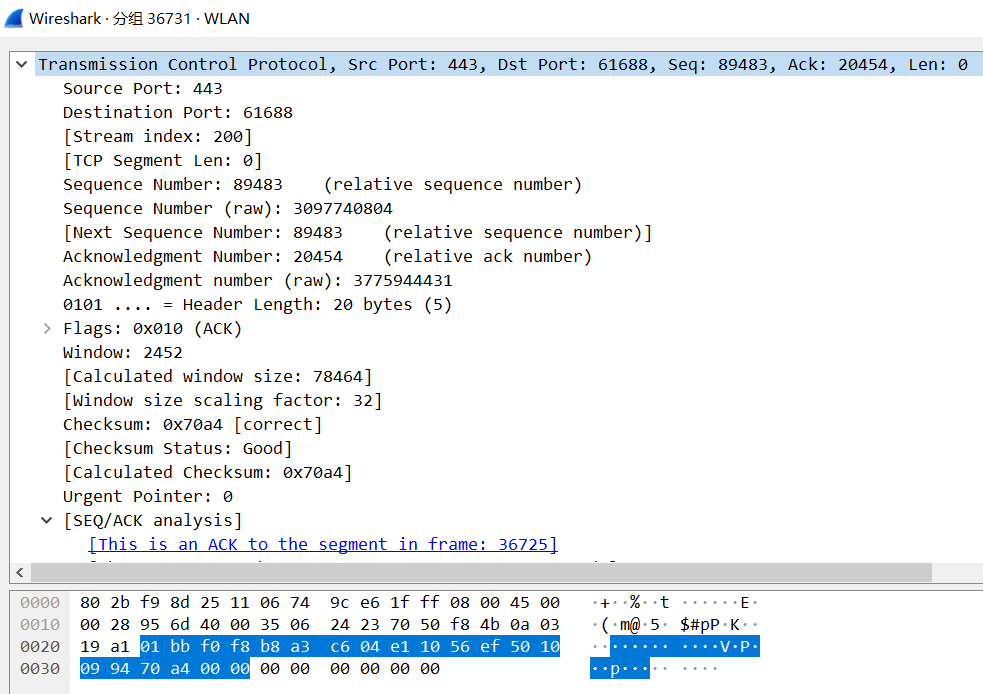 Wireshark · 分组 36731 · WLAN
Transmission Control Protocol, Src Port: 443, Dst Port: 61688, Seq: 89483, Ack: 20454, Len: 0
Source Port: 443
Destination Port: 61688
[Stream index: 200]
[TCP Segment Len: 0]
Sequence Number: 89483    (relative sequence number)
Sequence Number (raw): 3097740804
[Next Sequence Number: 89483    (relative sequence number)]
Acknowledgment Number: 20454    (relative ack number)
Acknowledgment number (raw): 3775944431
0101 .... = Header Length: 20 bytes (5)
Flags: 0x010 (ACK)
Window: 2452
[Calculated window size: 78464]
[Window size scaling factor: 32]
Checksum: 0x70a4 [correct]
[Checksum Status: Good]
[Calculated Checksum: 0x70a4]
Urgent Pointer: 0
[SEQ/ACK analysis]
[This is an ACK to the segment in frame: 36725]
0000  80 2b f9 8d 25 11 06 74  9c e6 1f ff 08 00 45 00   ·+··%··t ······E·
0010  00 28 95 6d 40 00 35 06  24 23 70 50 f8 4b 0a 03   ·(·m@·5· $#pP·K··
0020  19 a1 01 bb f0 f8 b8 a3  c6 04 e1 10 56 ef 50 10   ········ ····V·P·
0030  09 94 70 a4 00 00 00 00  00 00 00 00   ··p····· ····